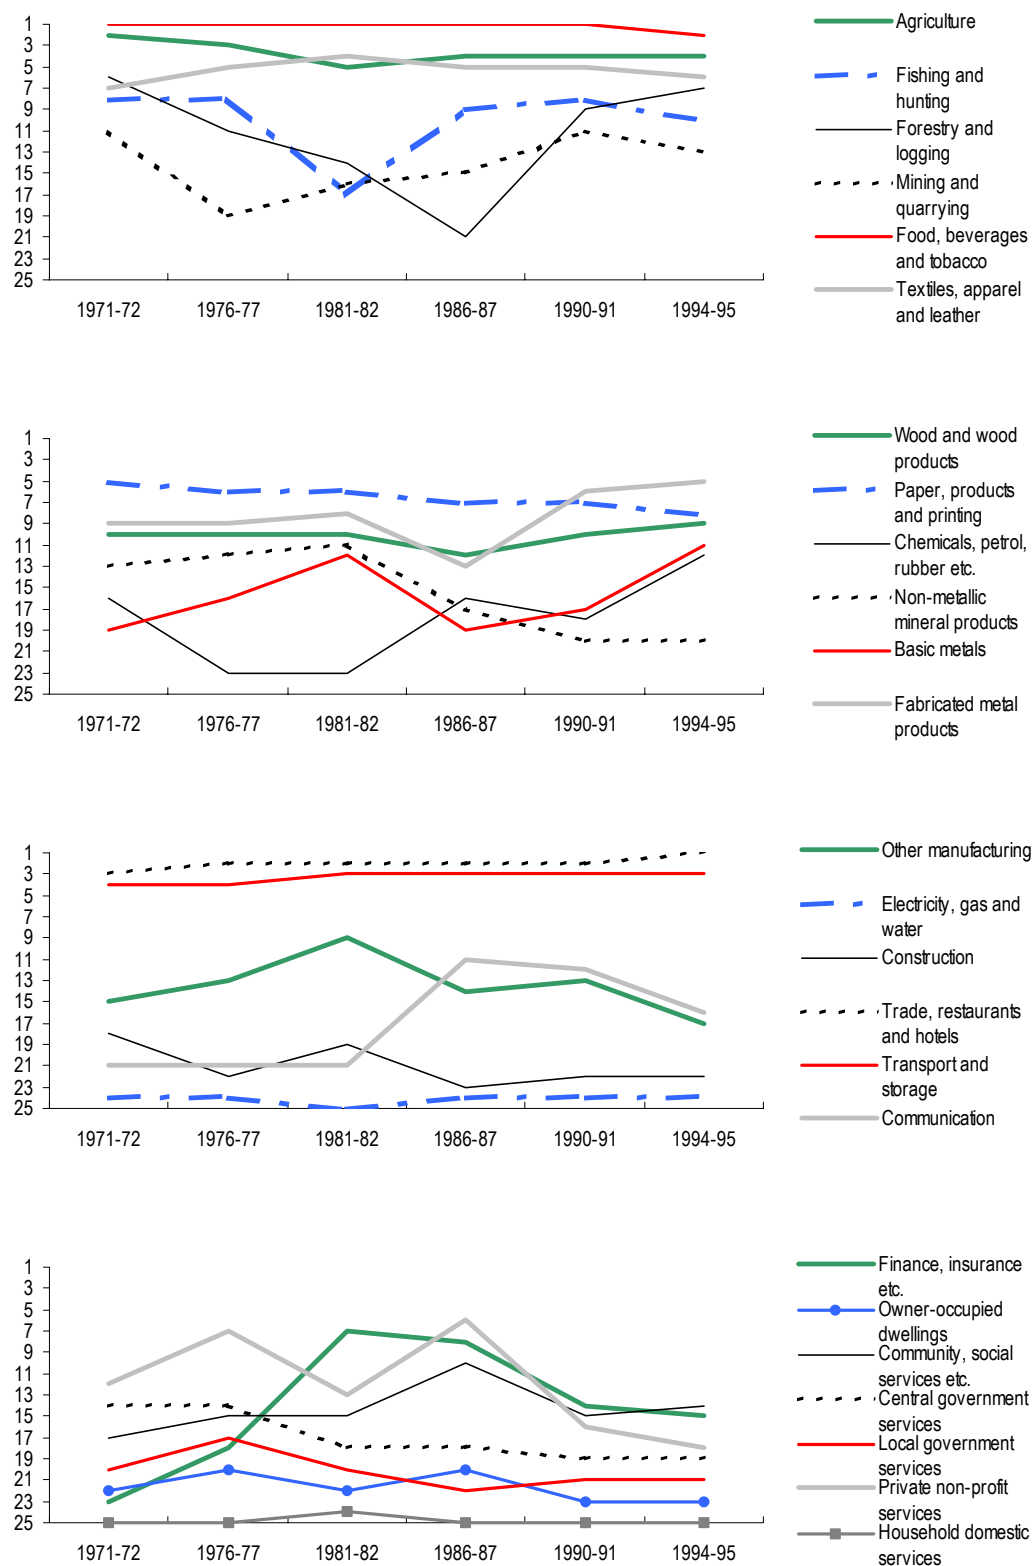 1
3
5
7
9
11
13
15
17
19
21
23
25
1971-72 1976-77 1981-82 1986-87 1990-91 1994-95
Agriculture
Fishing and
hunting
Forestry and
logging
Mining and
quarrying
Food, beverages
and tobacco
Textiles, apparel
and leather
1
3
5
7
9
11
13
15
17
19
21
23
25
1971-72 1976-77 1981-82 1986-87 1990-91 1994-95
Wood and wood
products
Paper, products
and printing
Chemicals, petrol,
rubber etc.
Non-metallic
mineral products
Basic metals
Fabricated metal
products
1
3
5
7
9
11
13
15
17
19
21
23
25
1971-72 1976-77 1981-82 1986-87 1990-91 1994-95
Other manufacturing
Electricity, gas and
water
Construction
Trade, restaurants
and hotels
Transport and
storage
Communication
1
3
5
7
9
11
13
15
17
19
21
23
25
1971-72 1976-77 1981-82 1986-87 1990-91 1994-95
Finance, insurance
etc.
Owner-occupied
dwellings
Community, social
services etc.
Central government
services
Local government
services
Private non-profit
services
Household domestic
services